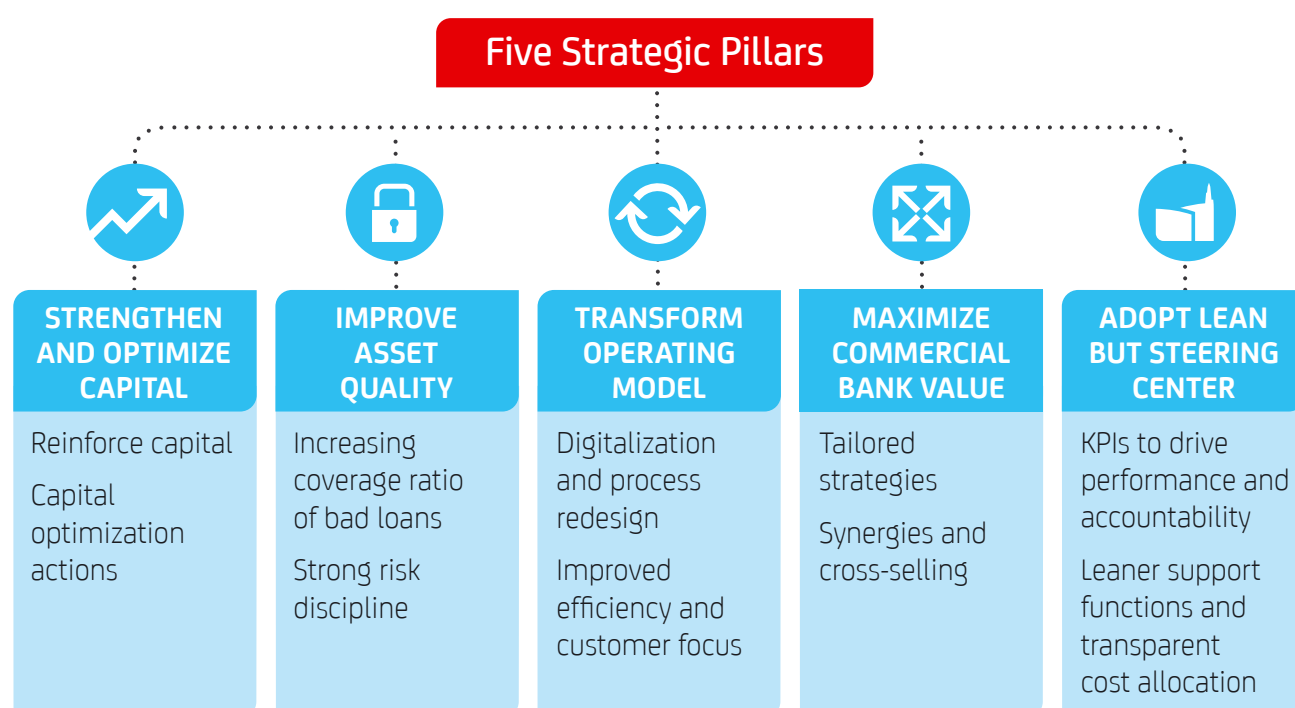 Five Strategic Pillars
STRENGTHEN
AND OPTIMIZE
CAPITAL
Reinforce capital
Capital
optimization
actions
IMPROVE
ASSET
QUALITY
Increasing
coverage ratio
of bad loans
Strong risk
discipline
TRANSFORM
OPERATING
MODEL
Digitalization
and process
redesign
Improved
efficiency and
customer focus
MAXIMIZE
COMMERCIAL
BANK VALUE
Tailored
strategies
Synergies and
cross-selling
ADOPT LEAN
BUT STEERING
CENTER
KPIs to drive
performance and
accountability
Leaner support
functions and
transparent
cost allocation